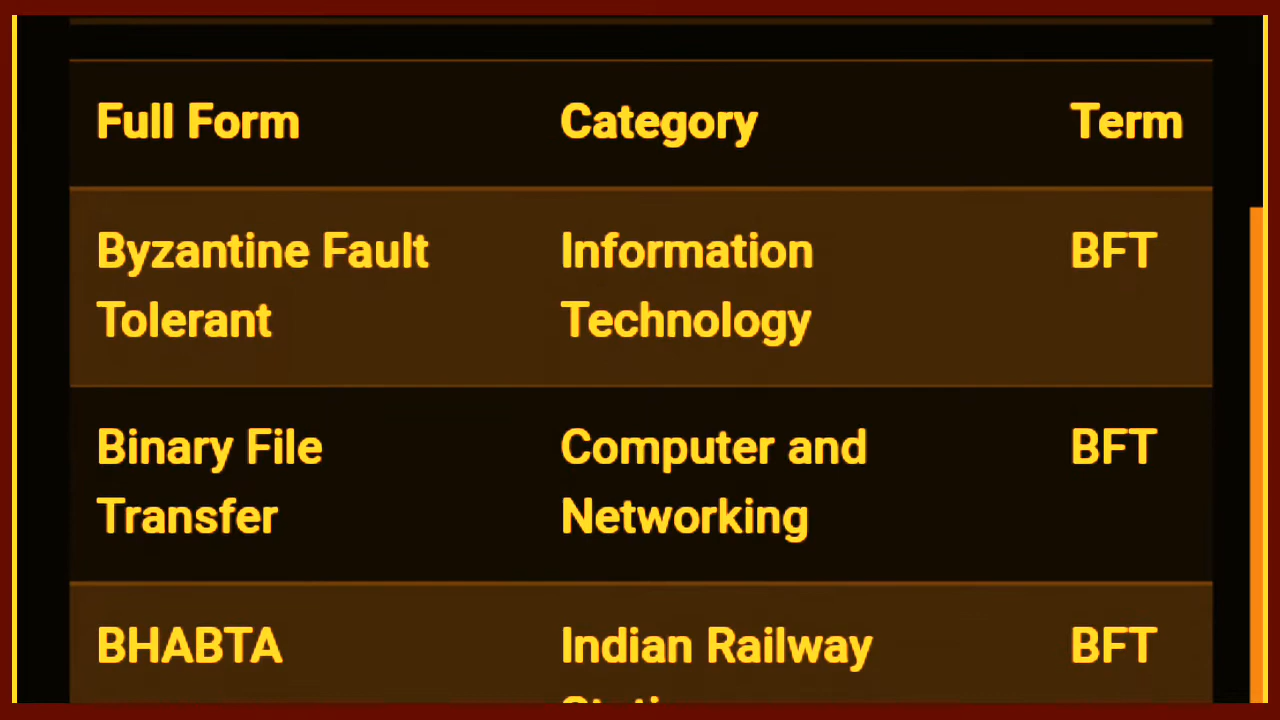 Full Form Category Term
Byzantine Fault Information BFT
Tolerant Technology
Binary File Computer and BFT
Transfer Networking
BHABTA Indian Railway BFT